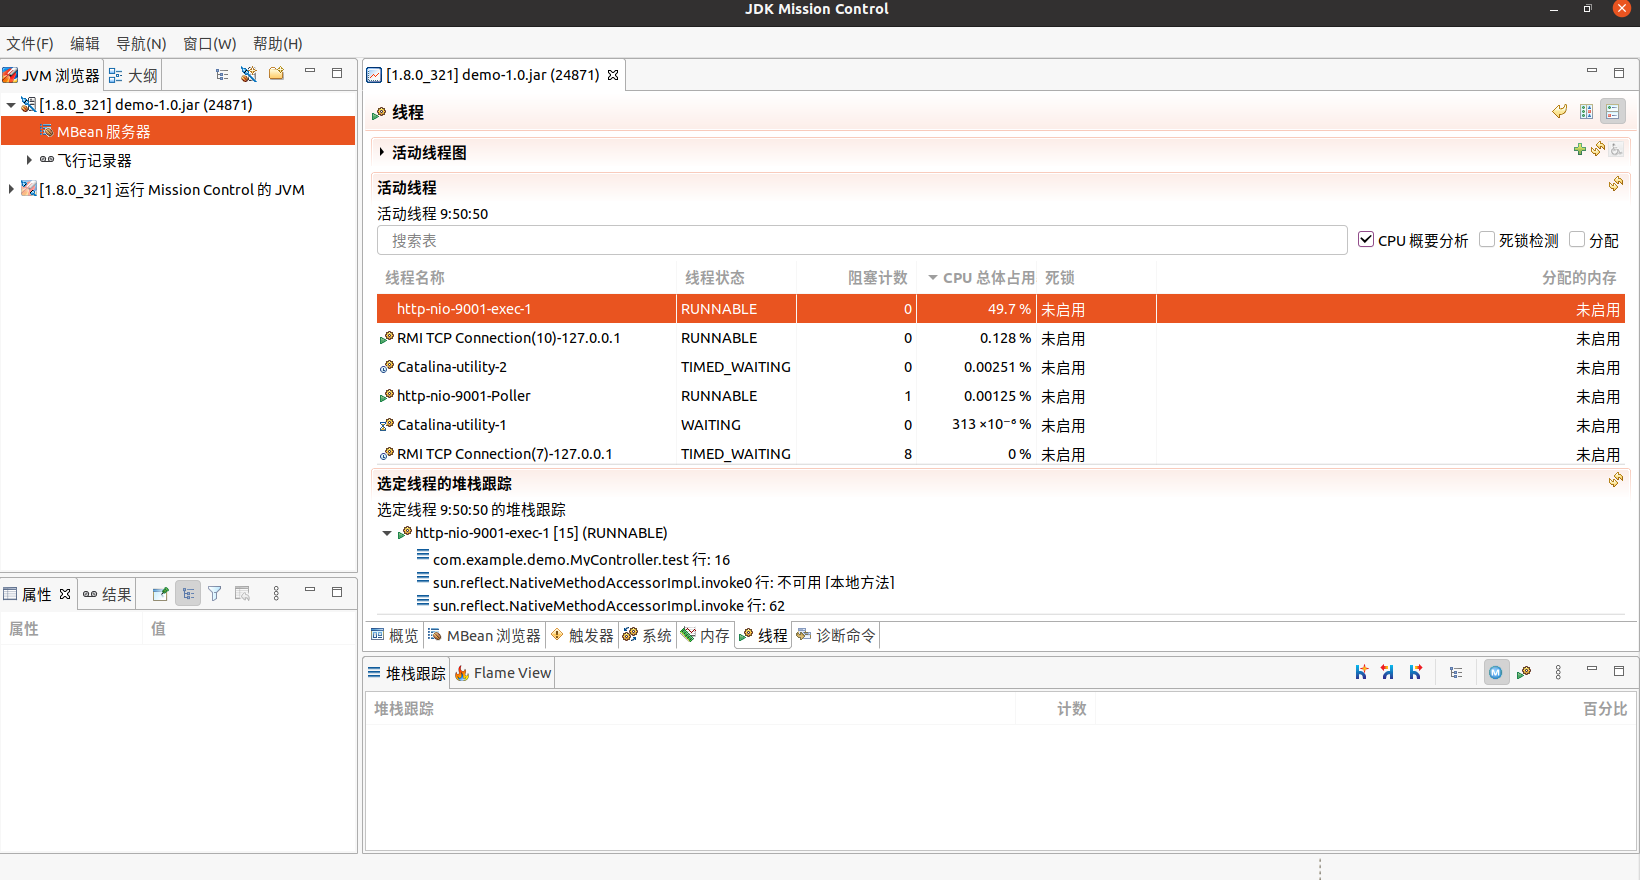 JDK Mission Control
文件(F) 编辑 导航(N) 窗口(W) 帮助(H)
JVM 浏览器 大纲
[1.8.0_321] demo-1.0.jar (24871)
MBean 服务器
飞行记录器
[1.8.0_321] 运行 Mission Control 的 JVM
属性 结果
属性 值
[1.8.0_321] demo-1.0.jar (24871)
线程
活动线程图
活动线程
活动线程 9:50:50
搜索表 CPU 概要分析 死锁检测 分配
线程名称 线程状态 阻塞计数 CPU 总体占用 死锁 分配的内存
http-nio-9001-exec-1 RUNNABLE 0 49.7 % 未启用 未启用
RMI TCP Connection(10)-127.0.0.1 RUNNABLE 0 0.128 % 未启用 未启用
Catalina-utility-2 TIMED_WAITING 0 0.00251 % 未启用 未启用
http-nio-9001-Poller RUNNABLE 1 0.00125 % 未启用 未启用
Catalina-utility-1 WAITING 0 313 ×10⁻⁶ % 未启用 未启用
RMI TCP Connection(7)-127.0.0.1 TIMED_WAITING 8 0 % 未启用 未启用
选定线程的堆栈跟踪
选定线程 9:50:50 的堆栈跟踪
http-nio-9001-exec-1 [15] (RUNNABLE)
com.example.demo.MyController.test 行: 16
sun.reflect.NativeMethodAccessorImpl.invoke0 行: 不可用 [本地方法]
sun.reflect.NativeMethodAccessorImpl.invoke 行: 62
概览 MBean 浏览器 触发器 系统 内存 线程 诊断命令
堆栈跟踪 Flame View
堆栈跟踪 计数 百分比